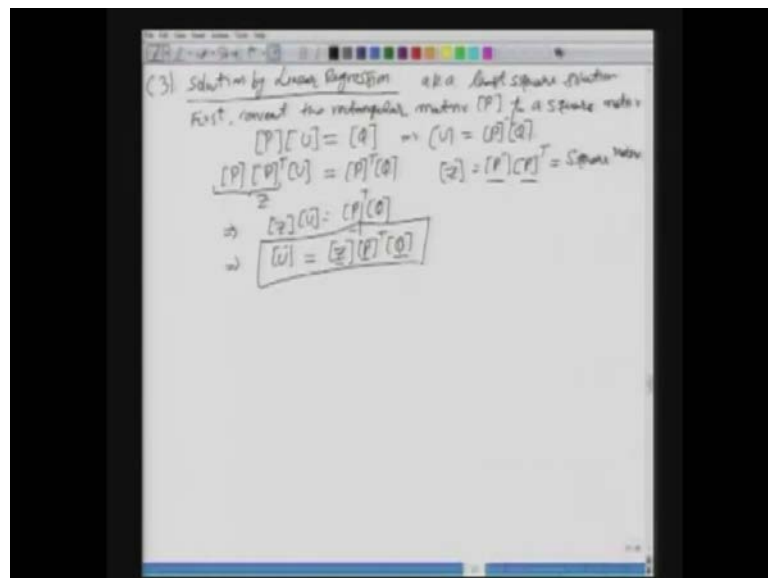 (3) Solution by Linear Regression aka least square solution
First, convert the rectangular matrix [P] to a square matrix
[P][U] = [Q] ⇒ [U] = [P]⁻¹[Q]
[P][P]ᵀ[U] = [P]ᵀ[Q] [Z] = [P][P]ᵀ = Square Matrix
Z
⇒ [Z][U] = [P]ᵀ[Q]
⇒ [U] = [Z]⁻¹[P]ᵀ[Q]